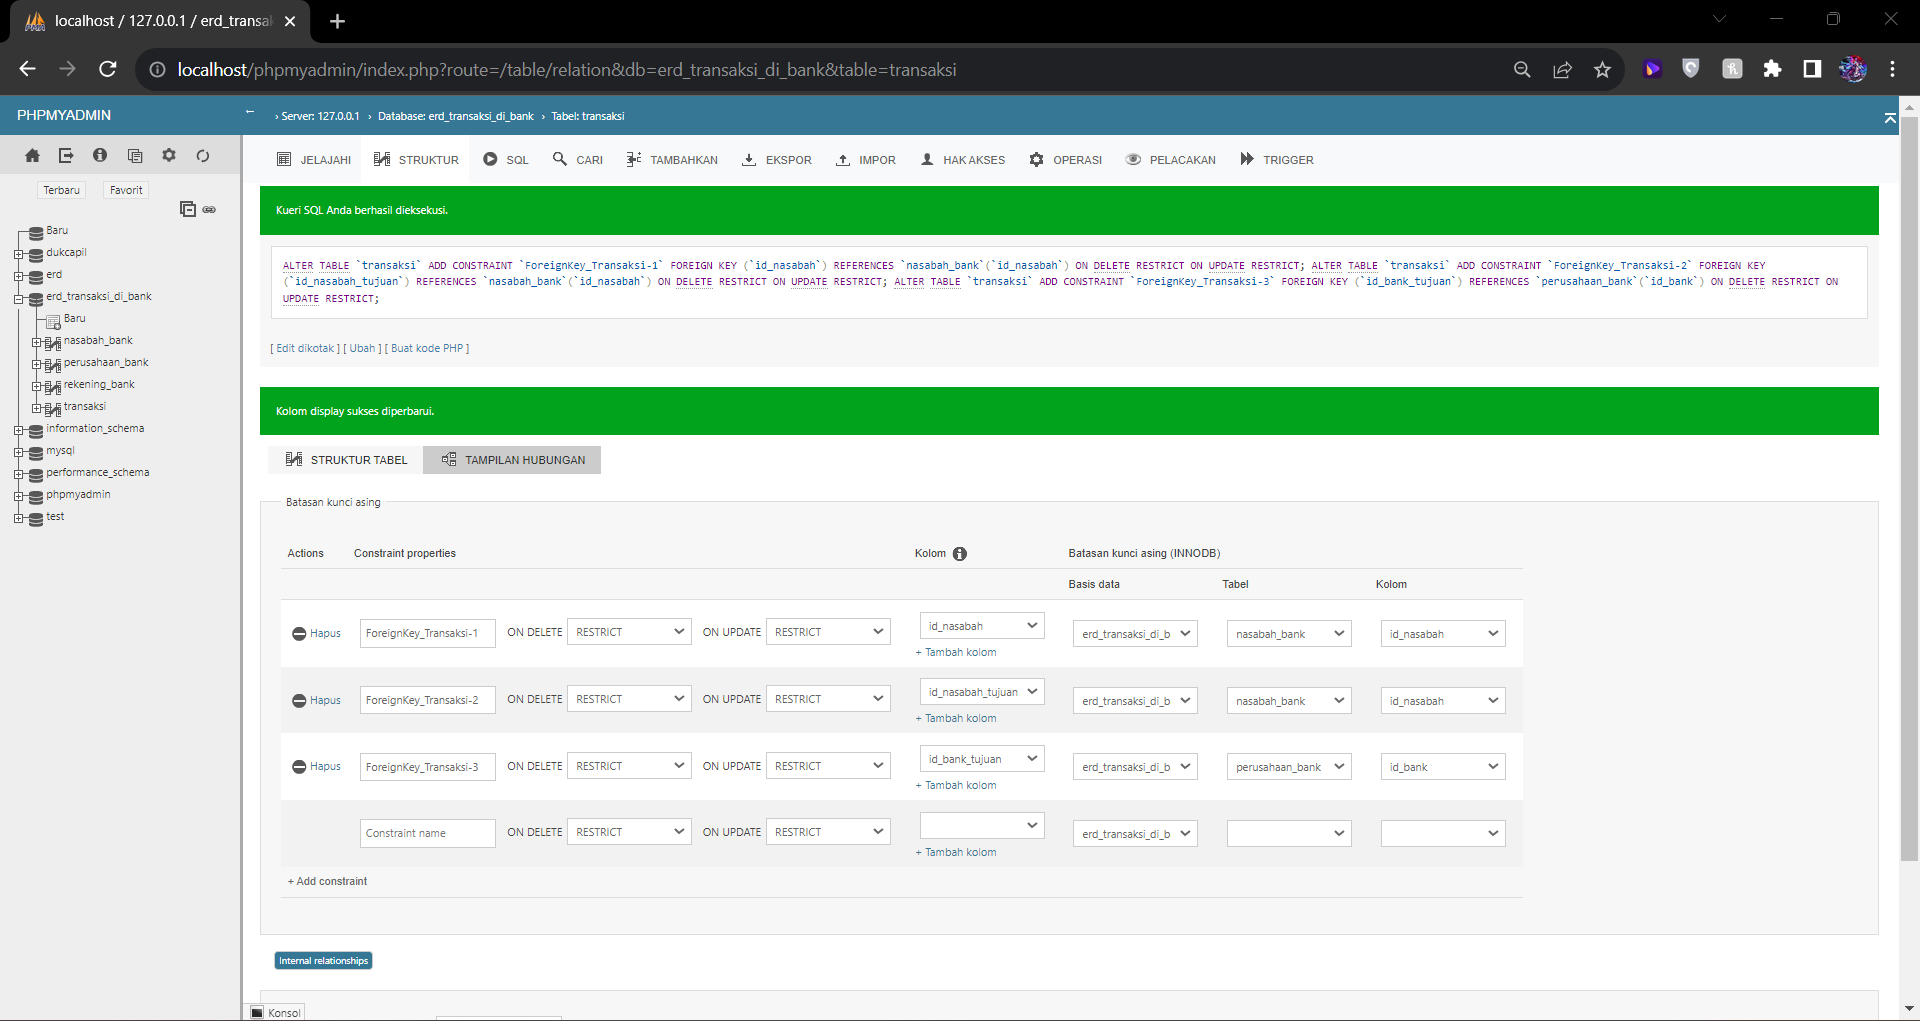 localhost / 127.0.0.1 / erd_transa
localhost/phpmyadmin/index.php?route=/table/relation&db=erd_transaksi_di_bank&table=transaksi
PHPMYADMIN
Server: 127.0.0.1 › Database: erd_transaksi_di_bank › Tabel: transaksi
JELAJAHI STRUKTUR SQL CARI TAMBAHKAN EKSPOR IMPOR HAK AKSES OPERASI PELACAKAN TRIGGER
Terbaru Favorit
Baru
dukcapil
erd
erd_transaksi_di_bank
Baru
nasabah_bank
perusahaan_bank
rekening_bank
transaksi
information_schema
mysql
performance_schema
phpmyadmin
test
Kueri SQL Anda berhasil dieksekusi.
ALTER TABLE `transaksi` ADD CONSTRAINT `ForeignKey_Transaksi-1` FOREIGN KEY (`id_nasabah`) REFERENCES `nasabah_bank`(`id_nasabah`) ON DELETE RESTRICT ON UPDATE RESTRICT; ALTER TABLE `transaksi` ADD CONSTRAINT `ForeignKey_Transaksi-2` FOREIGN KEY
(`id_nasabah_tujuan`) REFERENCES `nasabah_bank`(`id_nasabah`) ON DELETE RESTRICT ON UPDATE RESTRICT; ALTER TABLE `transaksi` ADD CONSTRAINT `ForeignKey_Transaksi-3` FOREIGN KEY (`id_bank_tujuan`) REFERENCES `perusahaan_bank`(`id_bank`) ON DELETE RESTRICT ON
UPDATE RESTRICT;
[ Edit dikotak ] [ Ubah ] [ Buat kode PHP ]
Kolom display sukses diperbarui.
STRUKTUR TABEL TAMPILAN HUBUNGAN
Batasan kunci asing
Actions Constraint properties Kolom Batasan kunci asing (INNODB)
Basis data Tabel Kolom
Hapus ForeignKey_Transaksi-1 ON DELETE RESTRICT ON UPDATE RESTRICT id_nasabah erd_transaksi_di_b nasabah_bank id_nasabah
+ Tambah kolom
Hapus ForeignKey_Transaksi-2 ON DELETE RESTRICT ON UPDATE RESTRICT id_nasabah_tujuan erd_transaksi_di_b nasabah_bank id_nasabah
+ Tambah kolom
Hapus ForeignKey_Transaksi-3 ON DELETE RESTRICT ON UPDATE RESTRICT id_bank_tujuan erd_transaksi_di_b perusahaan_bank id_bank
+ Tambah kolom
Constraint name ON DELETE RESTRICT ON UPDATE RESTRICT erd_transaksi_di_b
+ Tambah kolom
+ Add constraint
Internal relationships
Konsol